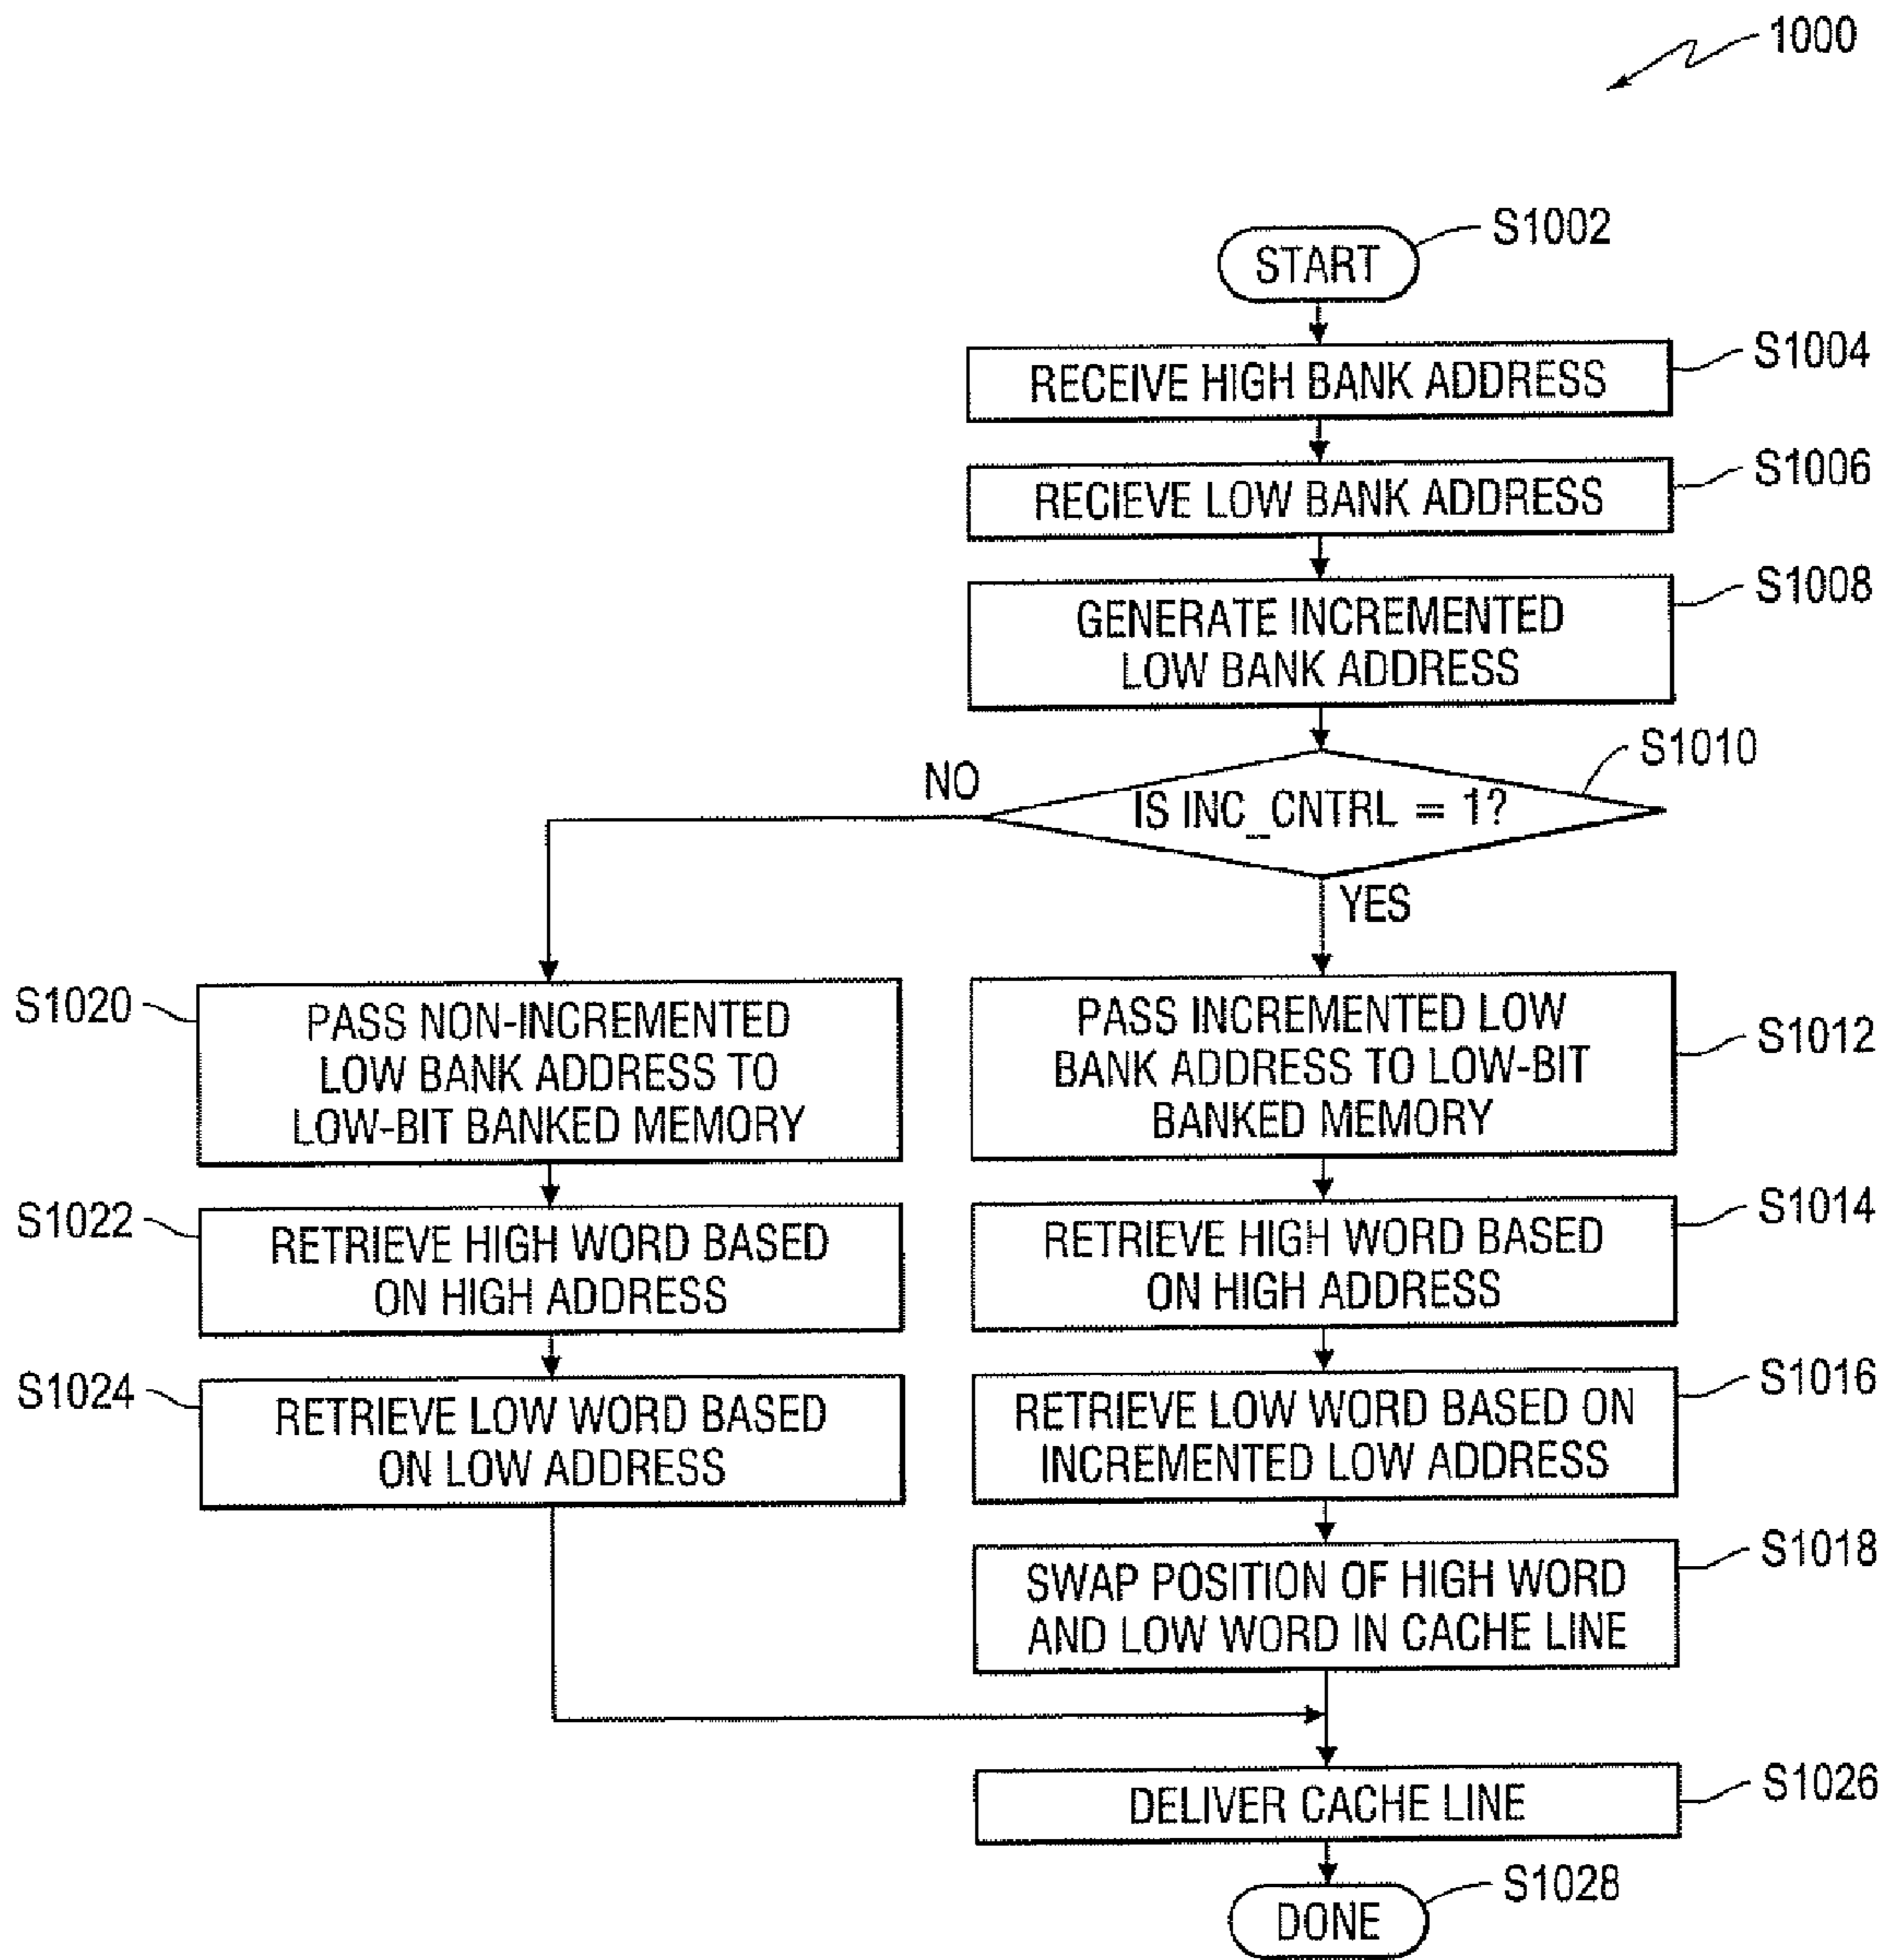 1000
S1002
START
S1004
RECEIVE HIGH BANK ADDRESS
S1006
RECIEVE LOW BANK ADDRESS
S1008
GENERATE INCREMENTED
LOW BANK ADDRESS
S1010
IS INC_CNTRL = 1?
NO
YES
S1020
PASS NON-INCREMENTED
LOW BANK ADDRESS TO
LOW-BIT BANKED MEMORY
S1012
PASS INCREMENTED LOW
BANK ADDRESS TO LOW-BIT
BANKED MEMORY
S1022
RETRIEVE HIGH WORD BASED
ON HIGH ADDRESS
S1014
RETRIEVE HIGH WORD BASED
ON HIGH ADDRESS
S1024
RETRIEVE LOW WORD BASED
ON LOW ADDRESS
S1016
RETRIEVE LOW WORD BASED ON
INCREMENTED LOW ADDRESS
S1018
SWAP POSITION OF HIGH WORD
AND LOW WORD IN CACHE LINE
S1026
DELIVER CACHE LINE
S1028
DONE